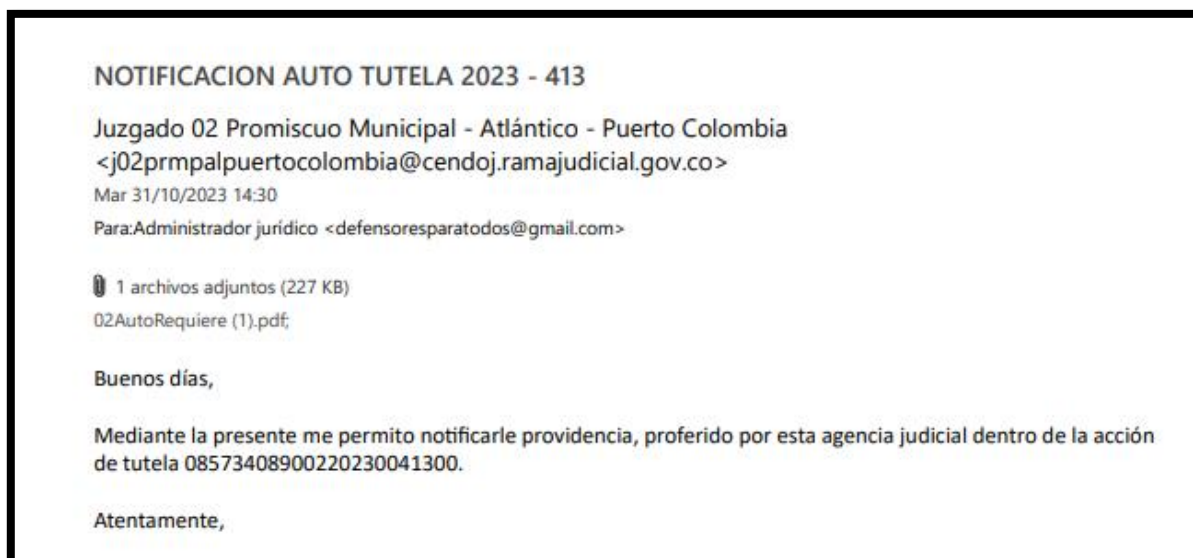 NOTIFICACION AUTO TUTELA 2023 - 413
Juzgado 02 Promiscuo Municipal - Atlántico - Puerto Colombia
<j02prmpalpuertocolombia@cendoj.ramajudicial.gov.co>
Mar 31/10/2023 14:30
Para:Administrador jurídico <defensoresparatodos@gmail.com>
1 archivos adjuntos (227 KB)
02AutoRequiere (1).pdf;
Buenos días,
Mediante la presente me permito notificarle providencia, proferido por esta agencia judicial dentro de la acción
de tutela 08573408900220230041300.
Atentamente,